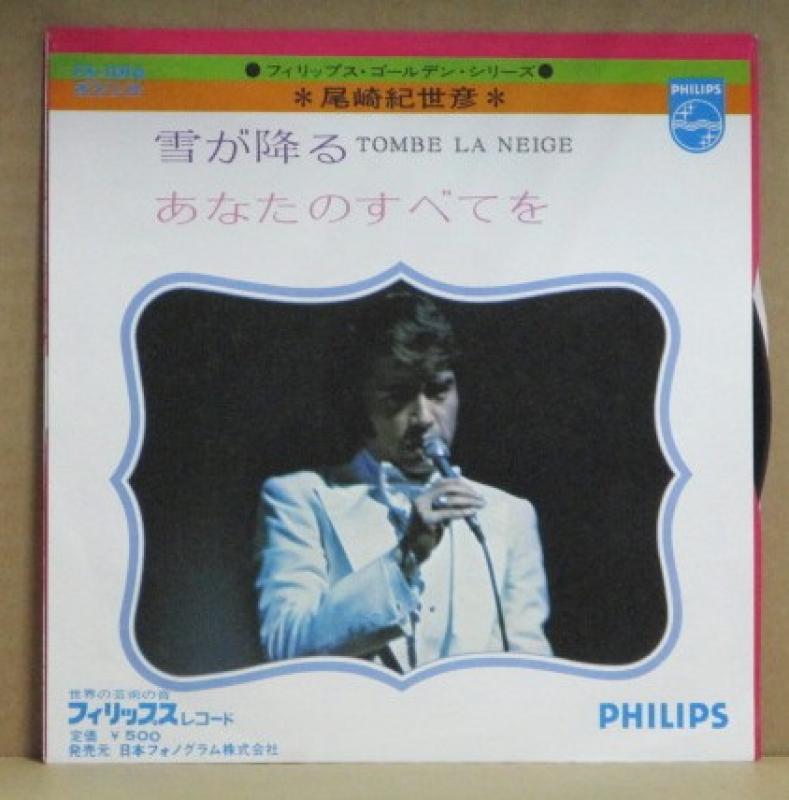 ●フィリップス・ゴールデン・シリーズ●
＊尾崎紀世彦＊
PHILIPS
雪が降る TOMBE LA NEIGE
あなたのすべてを
世界の芸術の音
フィリップスレコード
定価 ￥500
発売元 日本フォノグラム株式会社
PHILIPS